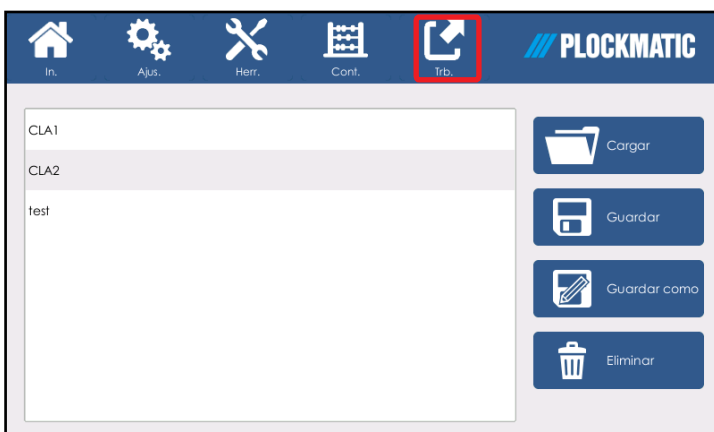 In.
Ajus.
Herr.
Cont.
Trb.
PLOCKMATIC
CLA1
CLA2
test
Cargar
Guardar
Guardar como
Eliminar